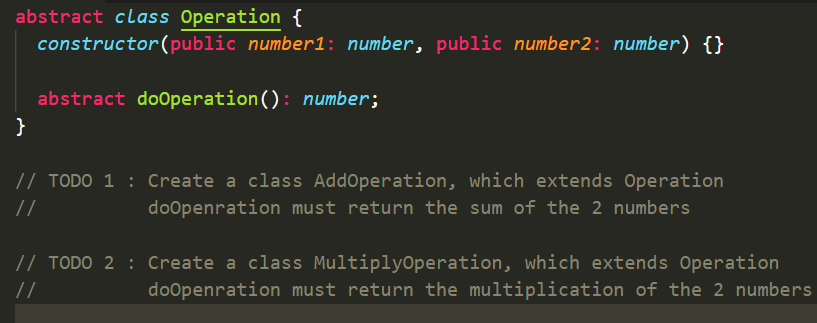 abstract class Operation {
constructor(public number1: number, public number2: number) {}
abstract doOperation(): number;
}
// TODO 1 : Create a class AddOperation, which extends Operation
// doOpenration must return the sum of the 2 numbers
// TODO 2 : Create a class MultiplyOperation, which extends Operation
// doOpenration must return the multiplication of the 2 numbers